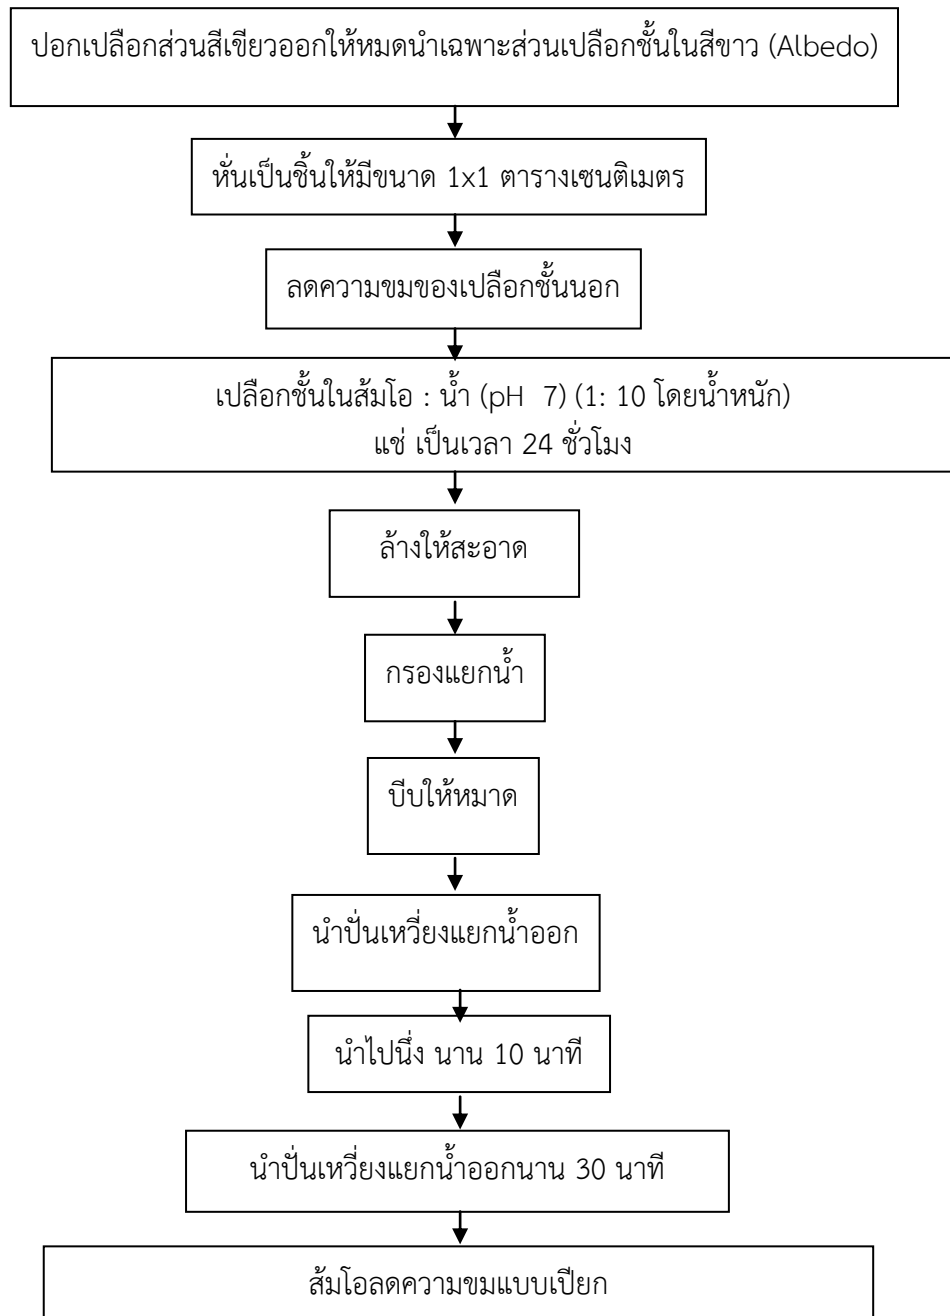 ปอกเปลือกส่วนสีเขียวออกให้หมดนำเฉพาะส่วนเปลือกชั้นในสีขาว (Albedo)
หั่นเป็นชิ้นให้มีขนาด 1x1 ตารางเซนติเมตร
ลดความขมของเปลือกชั้นนอก
เปลือกชั้นในส้มโอ : น้ำ (pH 7) (1: 10 โดยน้ำหนัก)
แช่ เป็นเวลา 24 ชั่วโมง
ล้างให้สะอาด
กรองแยกน้ำ
บีบให้หมาด
นำปั่นเหวี่ยงแยกน้ำออก
นำไปนึ่ง นาน 10 นาที
นำปั่นเหวี่ยงแยกน้ำออกนาน 30 นาที
ส้มโอลดความขมแบบเปียก